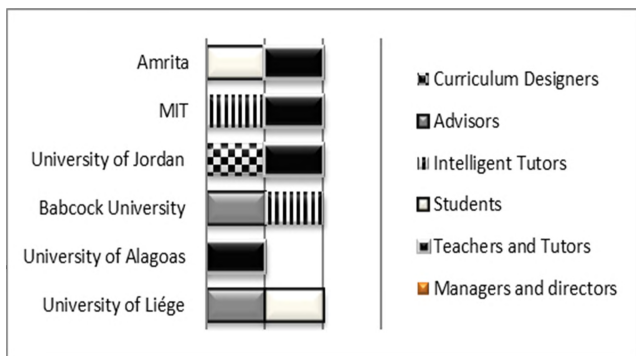 Amrita
MIT
University of Jordan
Babcock University
University of Alagoas
University of Liége
Curriculum Designers
Advisors
Intelligent Tutors
Students
Teachers and Tutors
Managers and directors